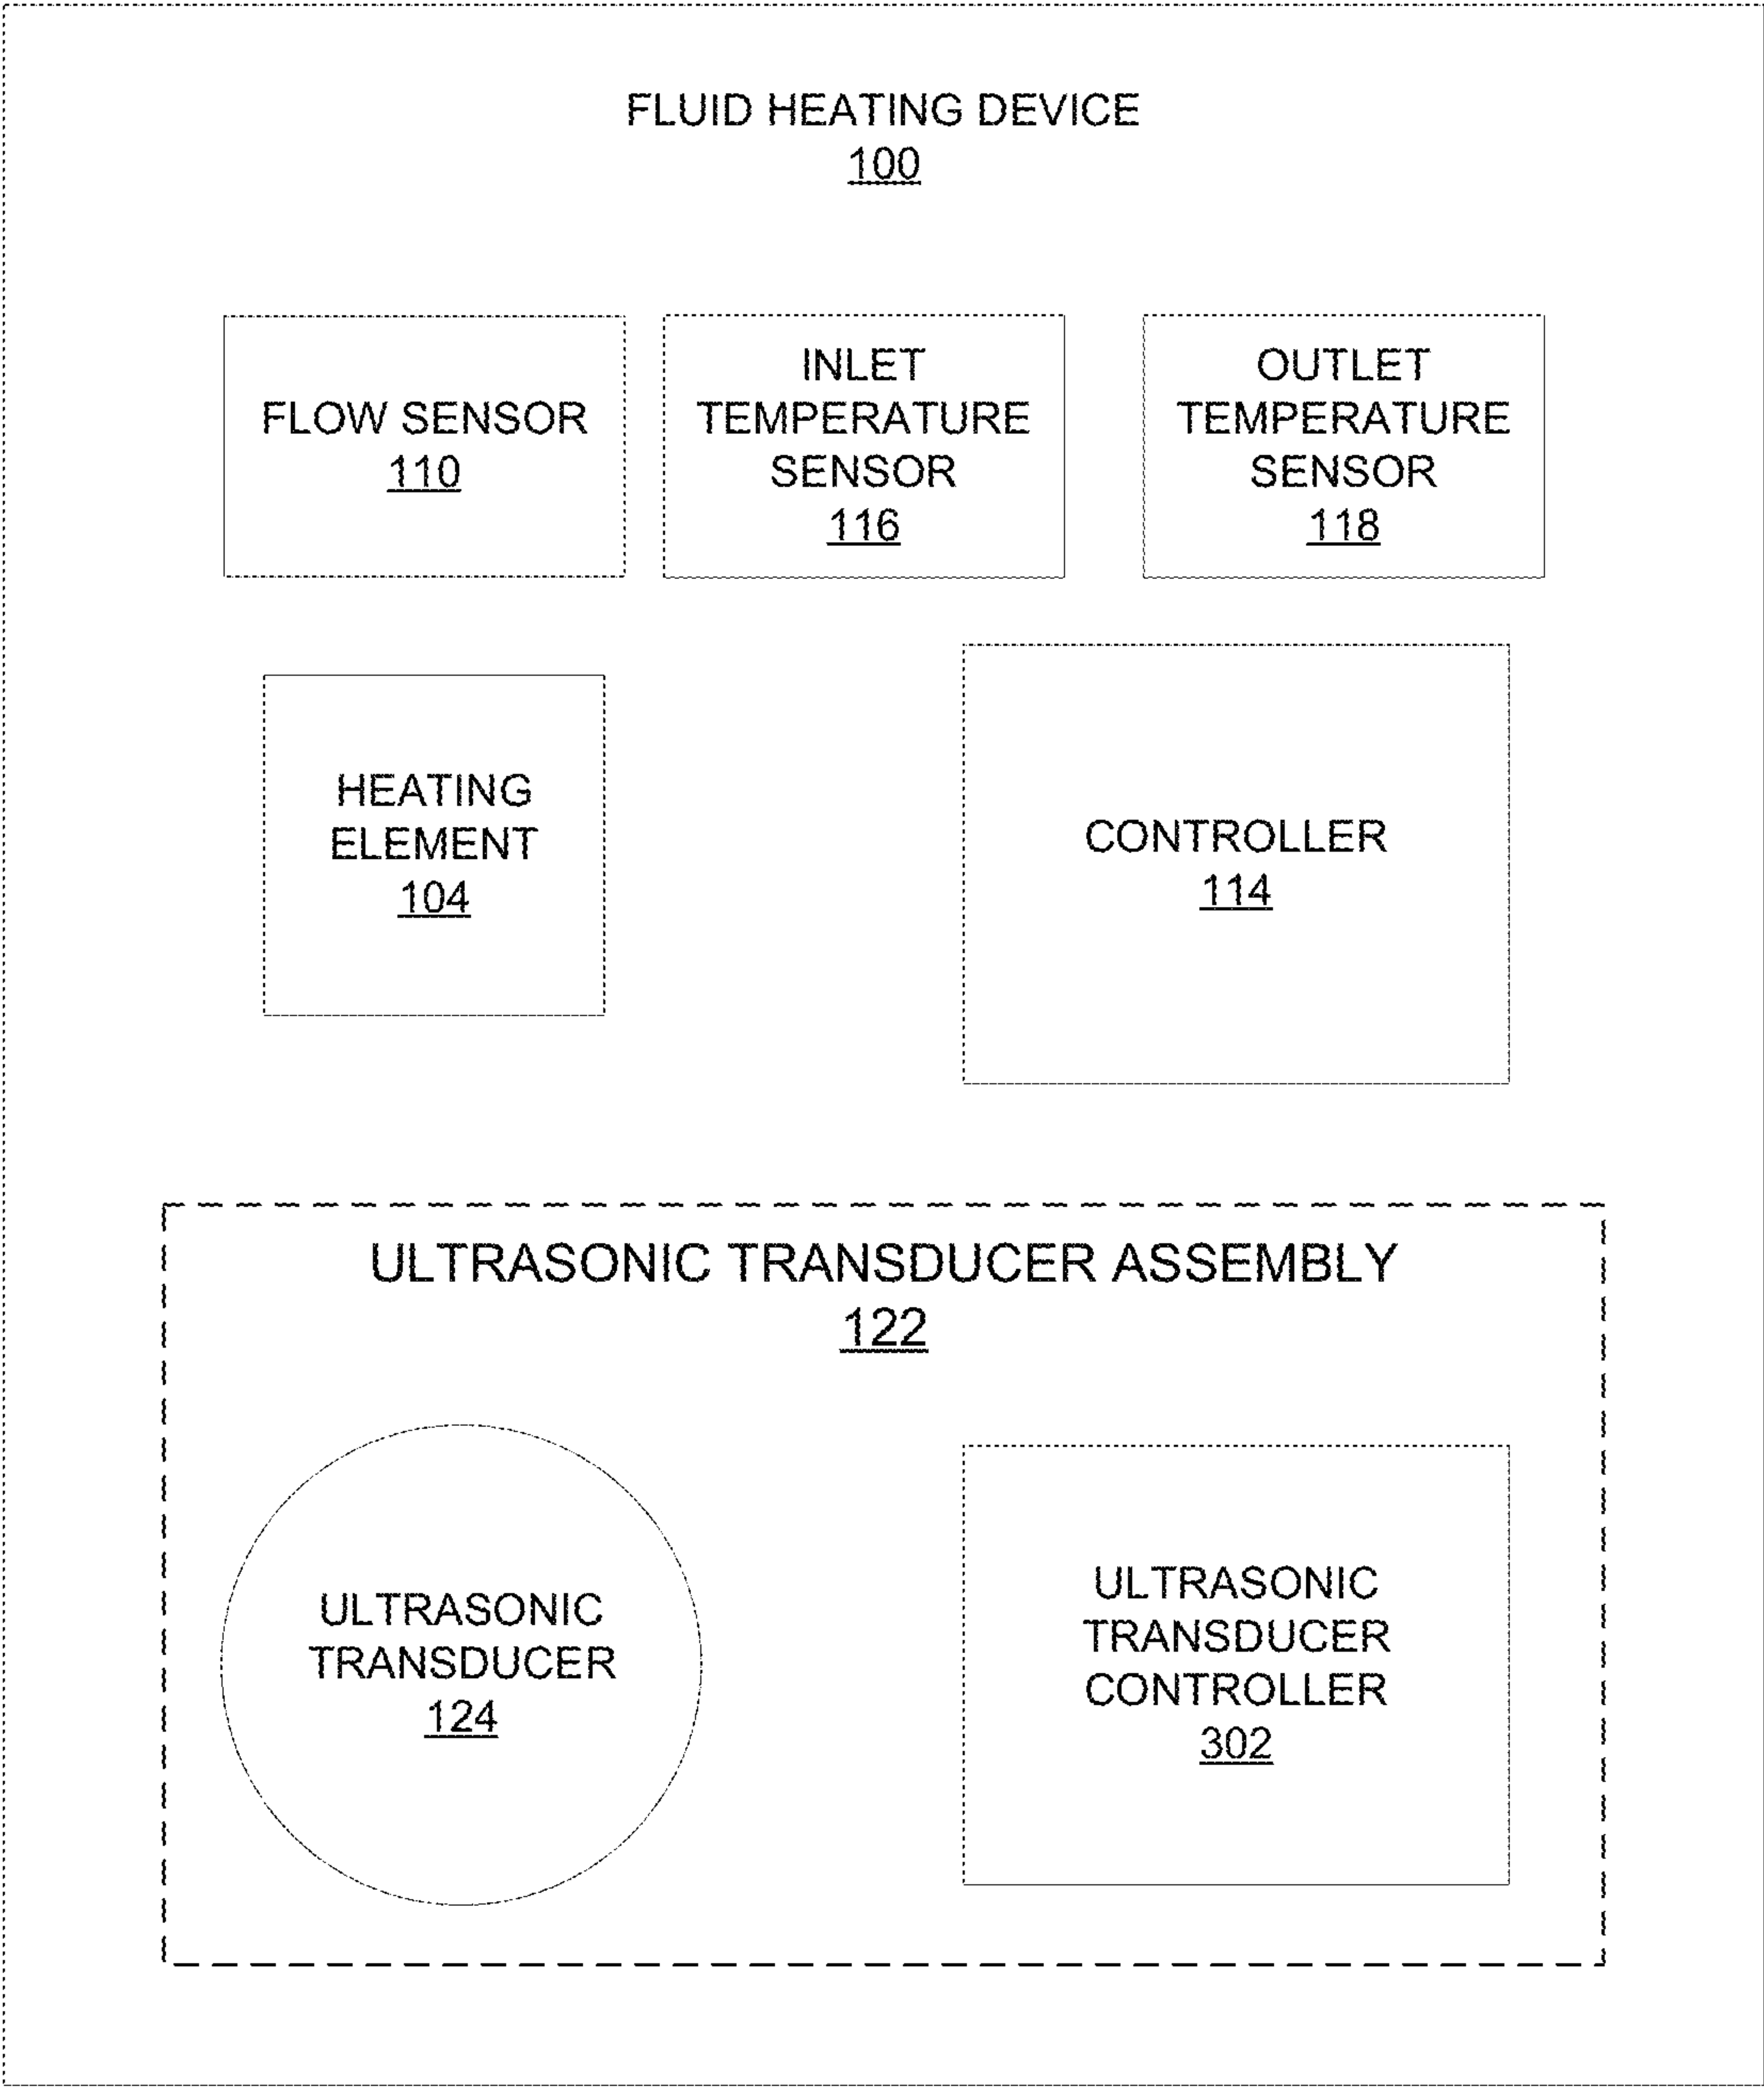 FLUID HEATING DEVICE
100
FLOW SENSOR
110
INLET
TEMPERATURE
SENSOR
116
OUTLET
TEMPERATURE
SENSOR
118
HEATING
ELEMENT
104
CONTROLLER
114
ULTRASONIC TRANSDUCER ASSEMBLY
122
ULTRASONIC
TRANSDUCER
124
ULTRASONIC
TRANSDUCER
CONTROLLER
302